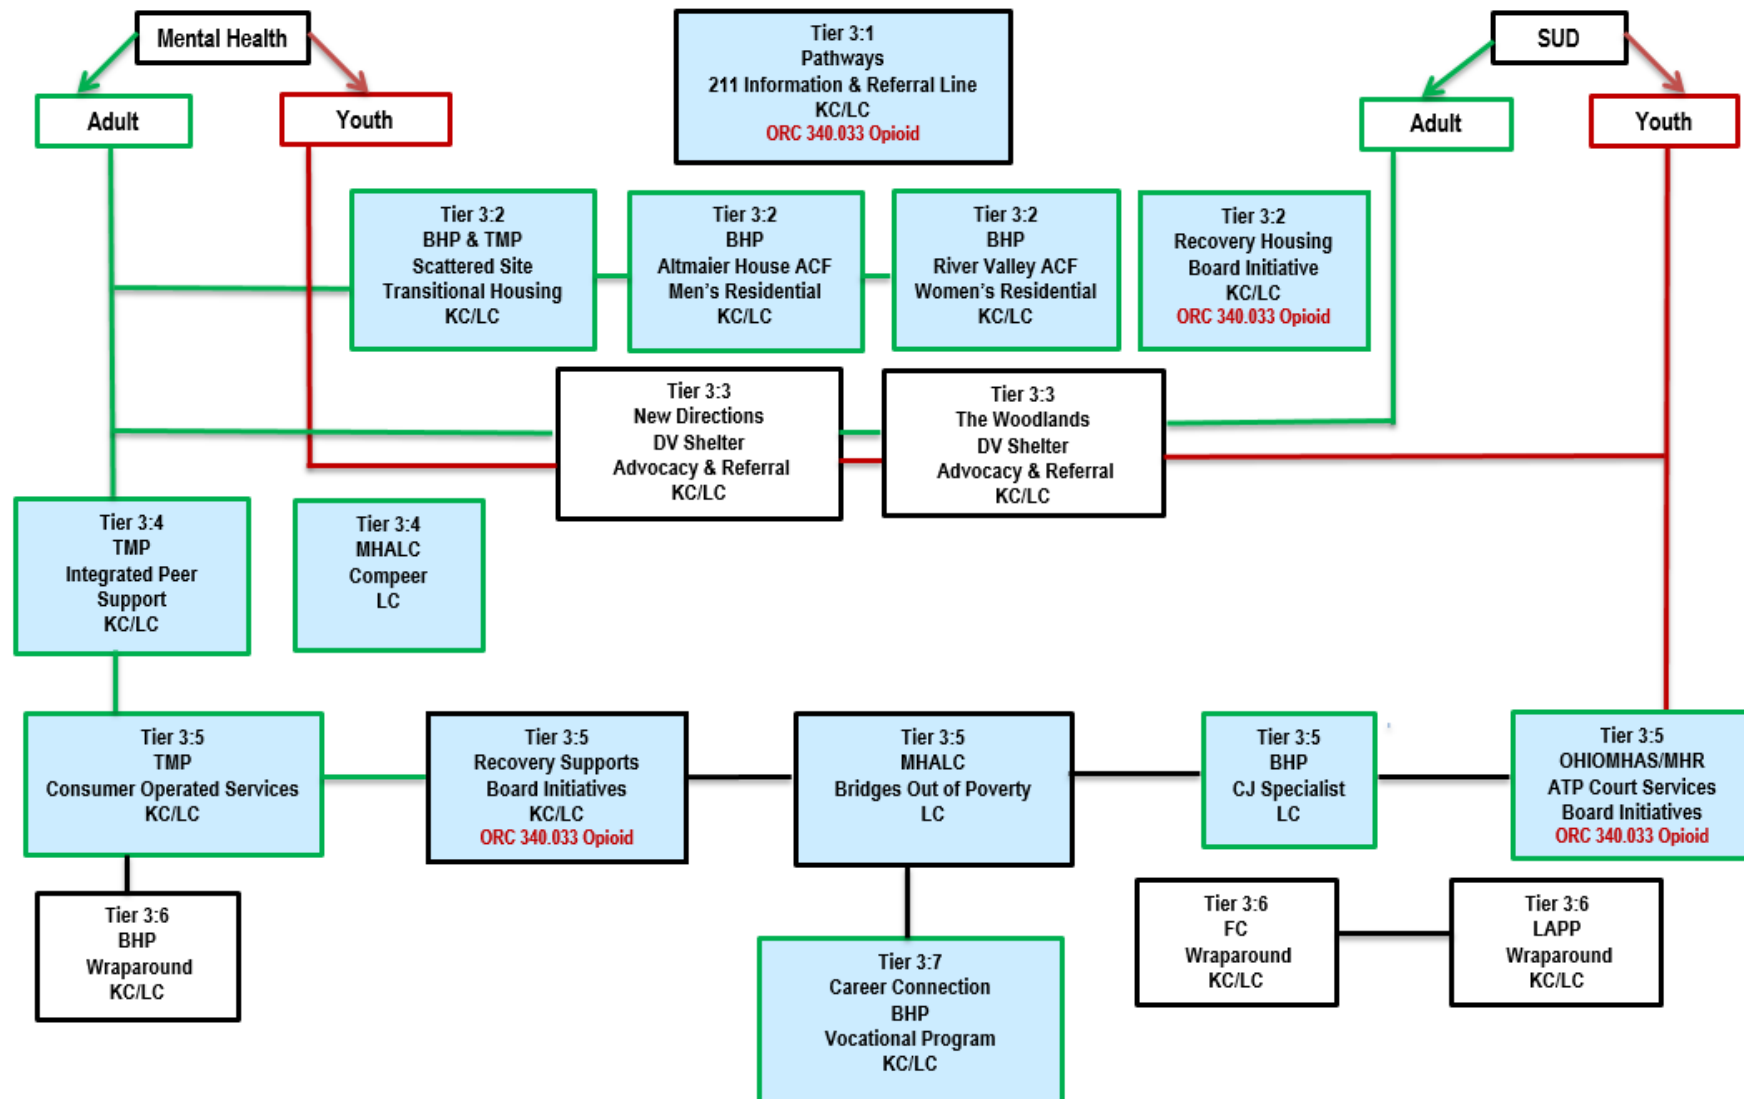 Mental Health
Adult
Youth
Tier 3:1
Pathways
211 Information & Referral Line
KC/LC
ORC 340.033 Opioid
SUD
Adult
Youth
Tier 3:2
BHP & TMP
Scattered Site
Transitional Housing
KC/LC
Tier 3:2
BHP
Altmaier House ACF
Men's Residential
KC/LC
Tier 3:2
BHP
River Valley ACF
Women's Residential
KC/LC
Tier 3:2
Recovery Housing
Board Initiative
KC/LC
ORC 340.033 Opioid
Tier 3:3
New Directions
DV Shelter
Advocacy & Referral
KC/LC
Tier 3:3
The Woodlands
DV Shelter
Advocacy & Referral
KC/LC
Tier 3:4
TMP
Integrated Peer
Support
KC/LC
Tier 3:4
MHALC
Compeer
LC
Tier 3:5
TMP
Consumer Operated Services
KC/LC
Tier 3:5
Recovery Supports
Board Initiatives
KC/LC
ORC 340.033 Opioid
Tier 3:5
MHALC
Bridges Out of Poverty
LC
Tier 3:5
BHP
CJ Specialist
LC
Tier 3:5
OHIOMHAS/MHR
ATP Court Services
Board Initiatives
ORC 340.033 Opioid
Tier 3:6
BHP
Wraparound
KC/LC
Tier 3:7
Career Connection
BHP
Vocational Program
KC/LC
Tier 3:6
FC
Wraparound
KC/LC
Tier 3:6
LAPP
Wraparound
KC/LC